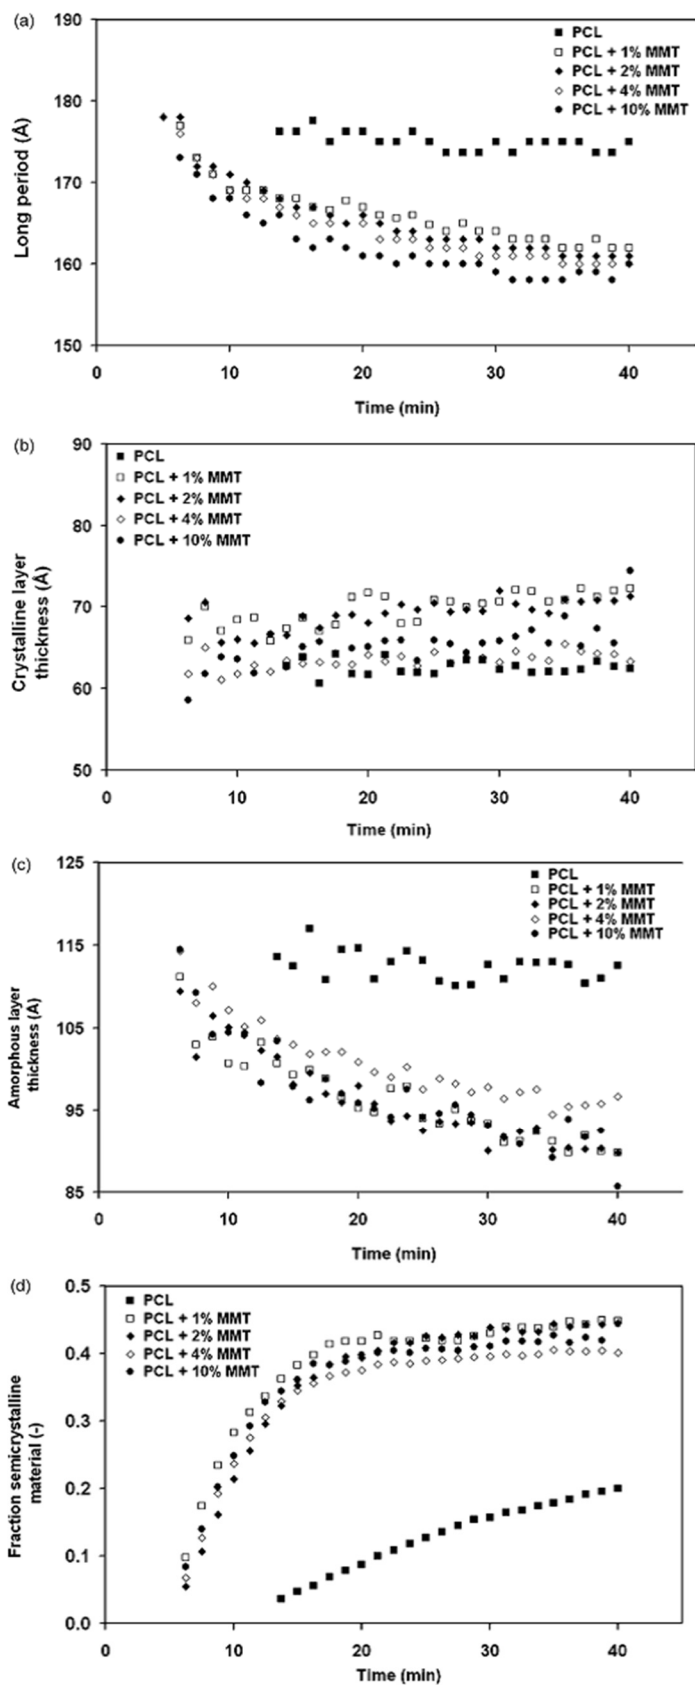 (a)
190
180
170
160
150
Long period (Å)
PCL
PCL + 1% MMT
PCL + 2% MMT
PCL + 4% MMT
PCL + 10% MMT
0 10 20 30 40
Time (min)
(b)
90
80
70
60
50
Crystalline layer
thickness (Å)
PCL
PCL + 1% MMT
PCL + 2% MMT
PCL + 4% MMT
PCL + 10% MMT
0 10 20 30 40
Time (min)
(c)
125
115
105
95
85
Amorphous layer
thickness (Å)
PCL
PCL + 1% MMT
PCL + 2% MMT
PCL + 4% MMT
PCL + 10% MMT
0 10 20 30 40
Time (min)
(d)
0.5
0.4
0.3
0.2
0.1
0.0
Fraction semicrystalline
material (-)
PCL
PCL + 1% MMT
PCL + 2% MMT
PCL + 4% MMT
PCL + 10% MMT
0 10 20 30 40
Time (min)